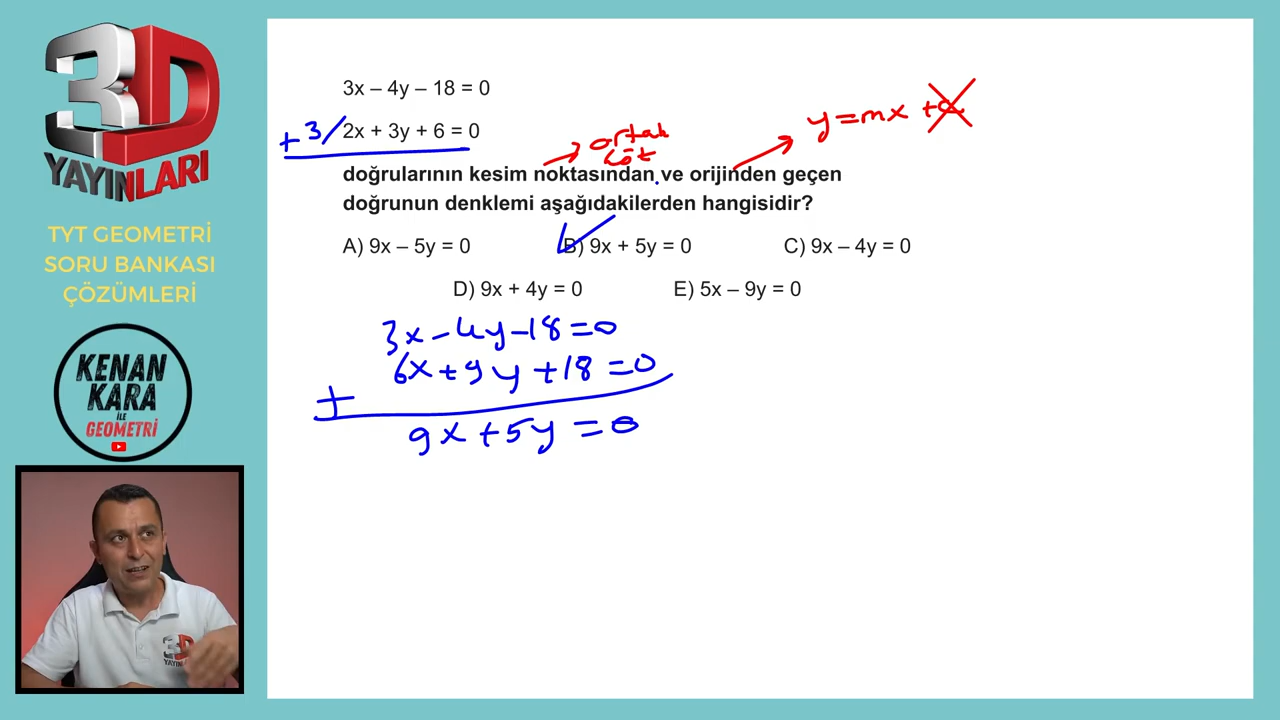 3D
YAYINLARI
TYT GEOMETRİ
SORU BANKASI
ÇÖZÜMLERİ
KENAN
KARA
İLE
GEOMETRİ
3x – 4y – 18 = 0
+3/ 2x + 3y + 6 = 0
ortak
çöz
y = mx + a
doğrularının kesim noktasından ve orijinden geçen
doğrunun denklemi aşağıdakilerden hangisidir?
A) 9x – 5y = 0 B) 9x + 5y = 0 C) 9x – 4y = 0
D) 9x + 4y = 0 E) 5x – 9y = 0
3x – 4y – 18 = 0
6x + 9y + 18 = 0
+
9x + 5y = 0
3D
YAYINLARI